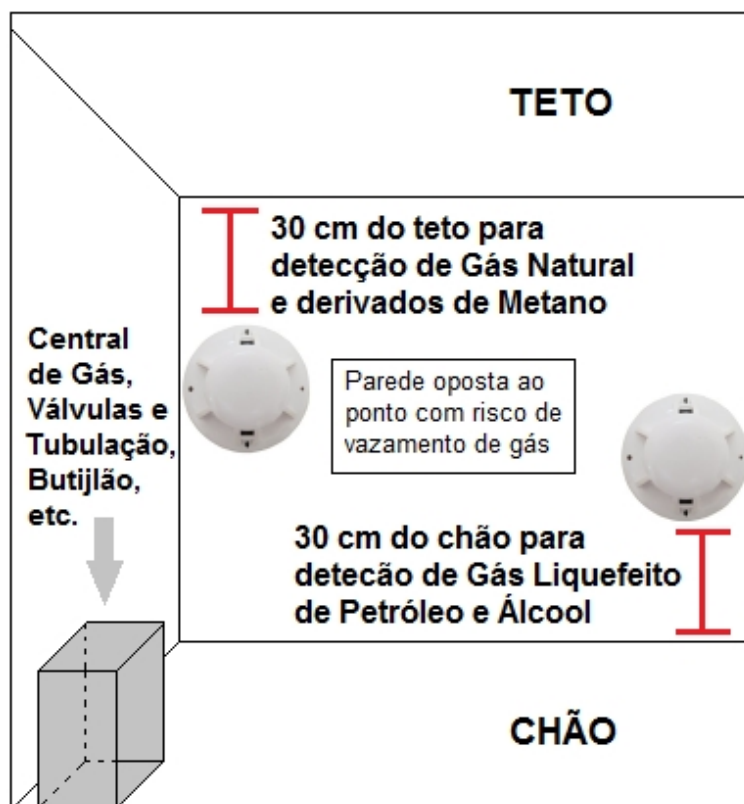 TETO
30 cm do teto para
detecção de Gás Natural
e derivados de Metano
Central
de Gás,
Válvulas e
Tubulação,
Butijlão,
etc.
Parede oposta ao
ponto com risco de
vazamento de gás
30 cm do chão para
detecão de Gás Liquefeito
de Petróleo e Álcool
CHÃO